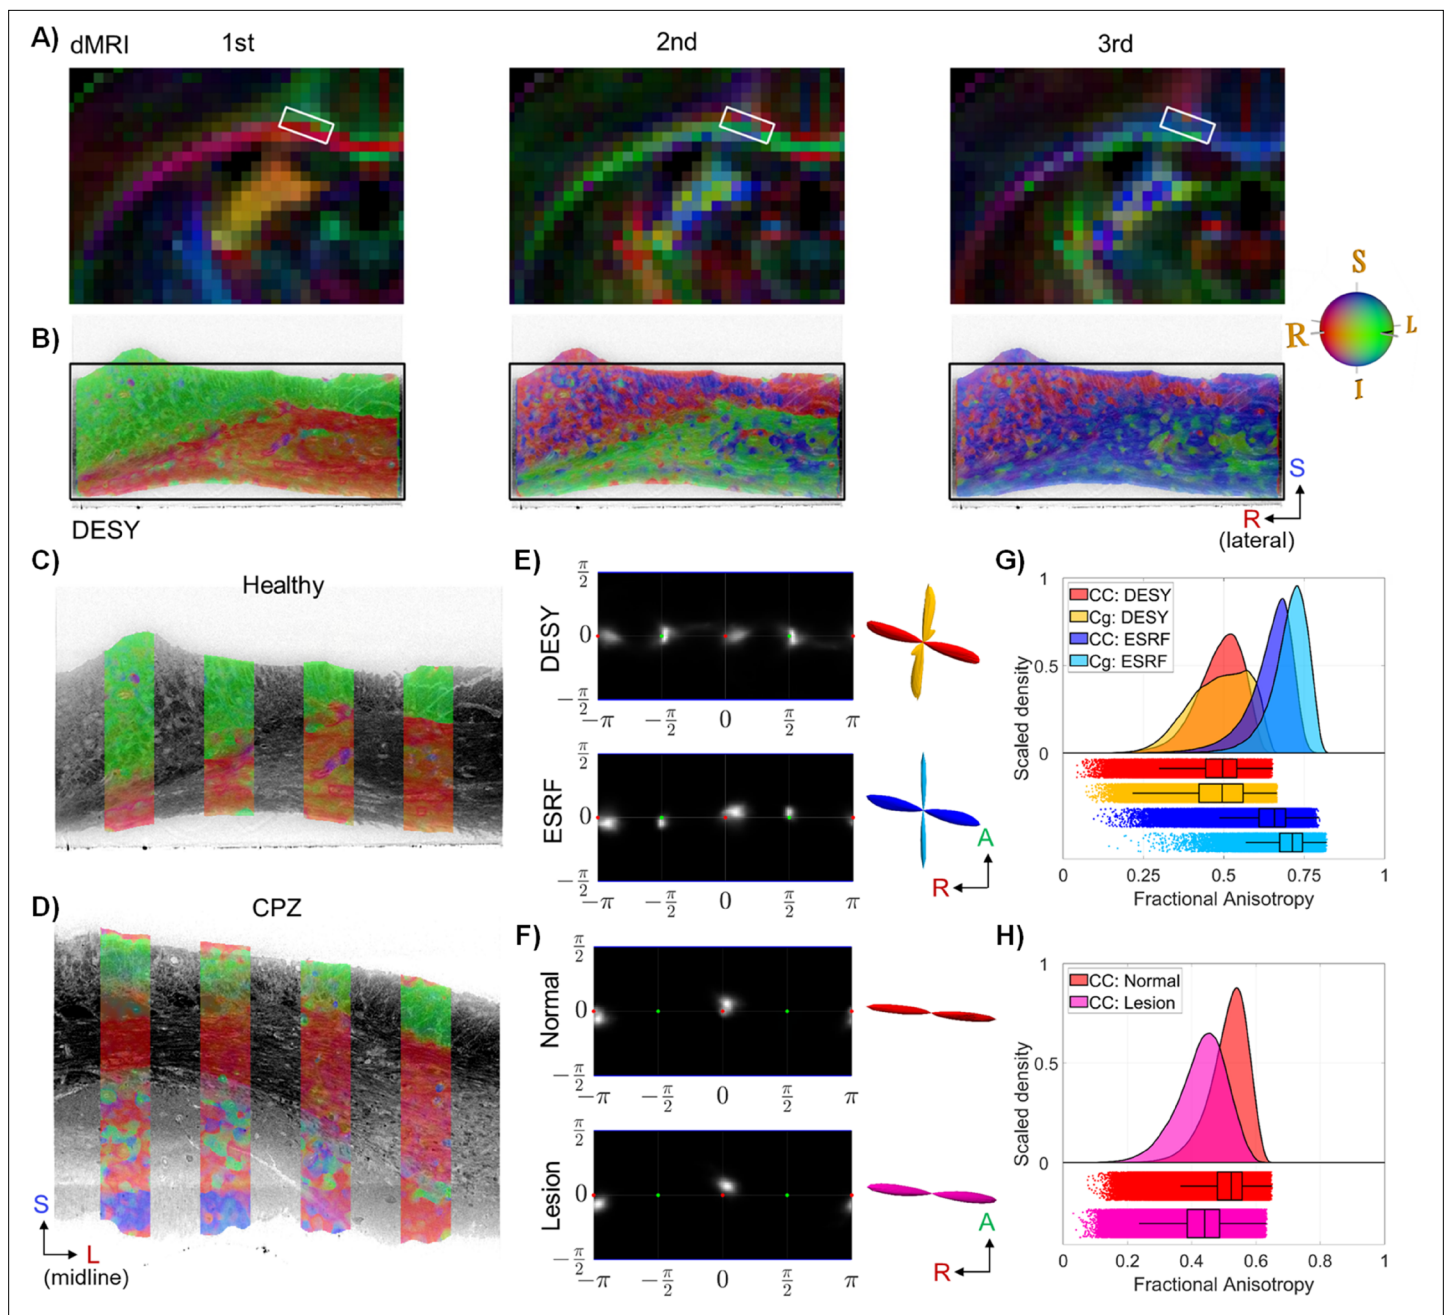 A) dMRI 1st 2nd 3rd
S
R L
I
B)
S
R
(lateral)
DESY
C) Healthy
E)
DESY
π/2
0
−π/2
−π −π/2 0 π/2 π
ESRF
π/2
0
−π/2
−π −π/2 0 π/2 π
A
R
G)
CC: DESY
Cg: DESY
CC: ESRF
Cg: ESRF
Scaled density
1
0.5
0
0 0.25 0.5 0.75 1
Fractional Anisotropy
D) CPZ
S
L
(midline)
F)
Normal
π/2
0
−π/2
−π −π/2 0 π/2 π
Lesion
π/2
0
−π/2
−π −π/2 0 π/2 π
A
R
H)
CC: Normal
CC: Lesion
Scaled density
1
0.5
0
0 0.2 0.4 0.6 0.8 1
Fractional Anisotropy